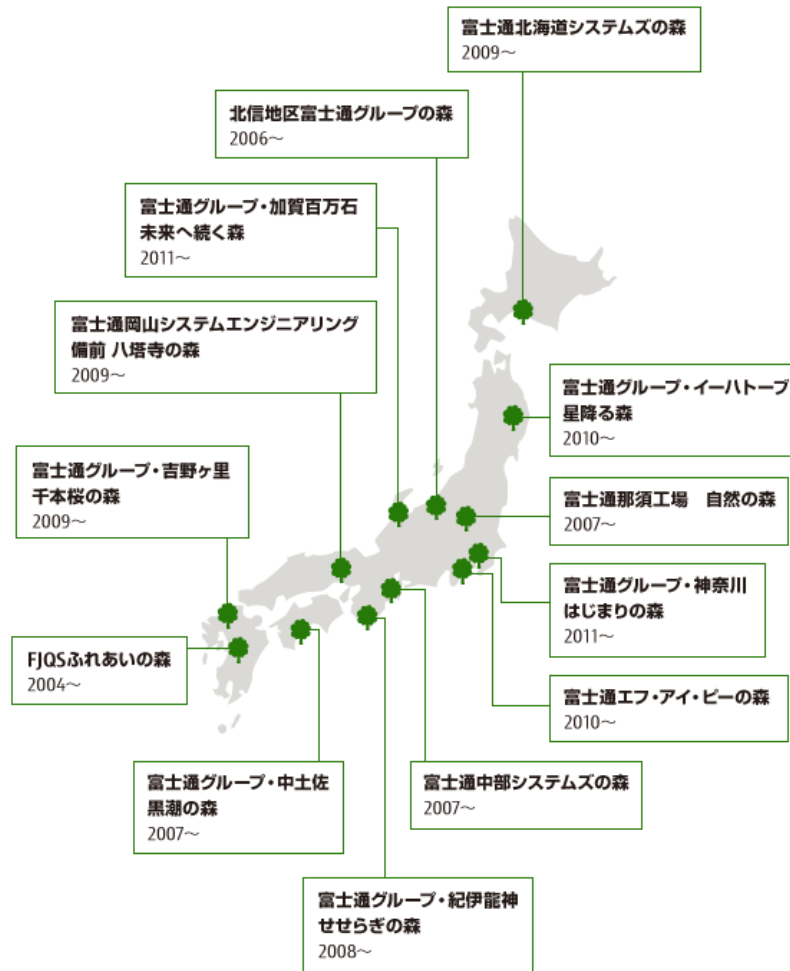 富士通北海道システムズの森
2009～
北信地区富士通グループの森
2006～
富士通グループ・加賀百万石
未来へ続く森
2011～
富士通岡山システムエンジニアリング
備前 八塔寺の森
2009～
富士通グループ・イーハトーブ
星降る森
2010～
富士通グループ・吉野ヶ里
千本桜の森
2009～
富士通那須工場　自然の森
2007～
富士通グループ・神奈川
はじまりの森
2011～
FJQSふれあいの森
2004～
富士通エフ・アイ・ピーの森
2010～
富士通グループ・中土佐
黒潮の森
2007～
富士通中部システムズの森
2007～
富士通グループ・紀伊龍神
せせらぎの森
2008～